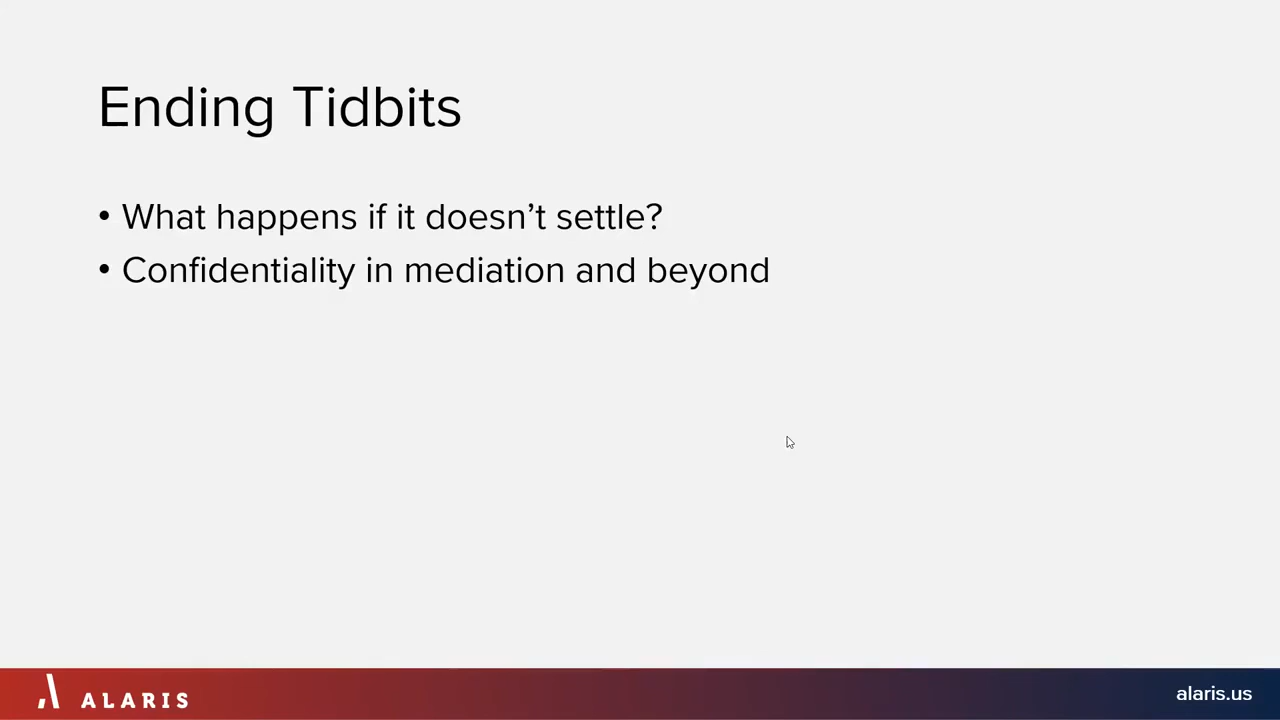 Ending Tidbits
• What happens if it doesn’t settle?
• Confidentiality in mediation and beyond
ALARIS
alaris.us